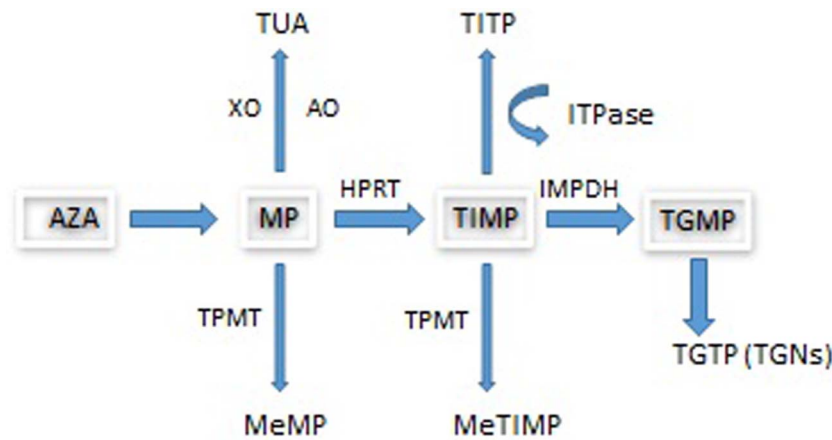 TUA
TITP
XO
AO
ITPase
HPRT
IMPDH
AZA
MP
TIMP
TGMP
TPMT
TPMT
TGTP (TGNs)
MeMP
MeTIMP